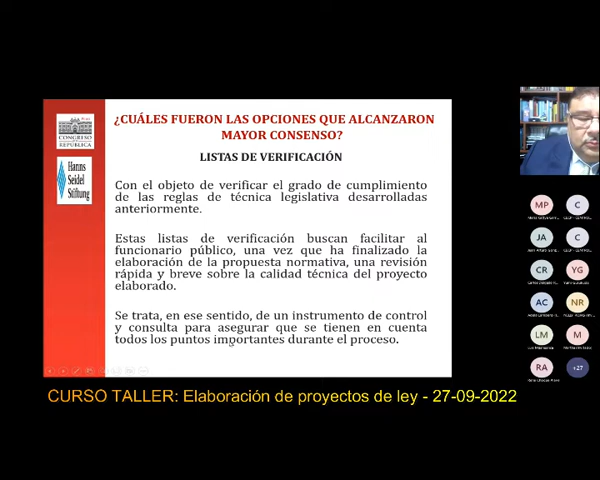 ¿CUÁLES FUERON LAS OPCIONES QUE ALCANZARON
MAYOR CONSENSO?
LISTAS DE VERIFICACIÓN
CONGRESO
REPÚBLICA
Hanns
Seidel
Stiftung
Con el objeto de verificar el grado de cumplimiento
de las reglas de técnica legislativa desarrolladas
anteriormente.
Estas listas de verificación buscan facilitar al
funcionario público, una vez que ha finalizado la
elaboración de la propuesta normativa, una revisión
rápida y breve sobre la calidad técnica del proyecto
elaborado.
Se trata, en ese sentido, de un instrumento de control
y consulta para asegurar que se tienen en cuenta
todos los puntos importantes durante el proceso.
MP C
JA C
CR YG
AC NR
LM M
RA +27
CURSO TALLER: Elaboración de proyectos de ley - 27-09-2022